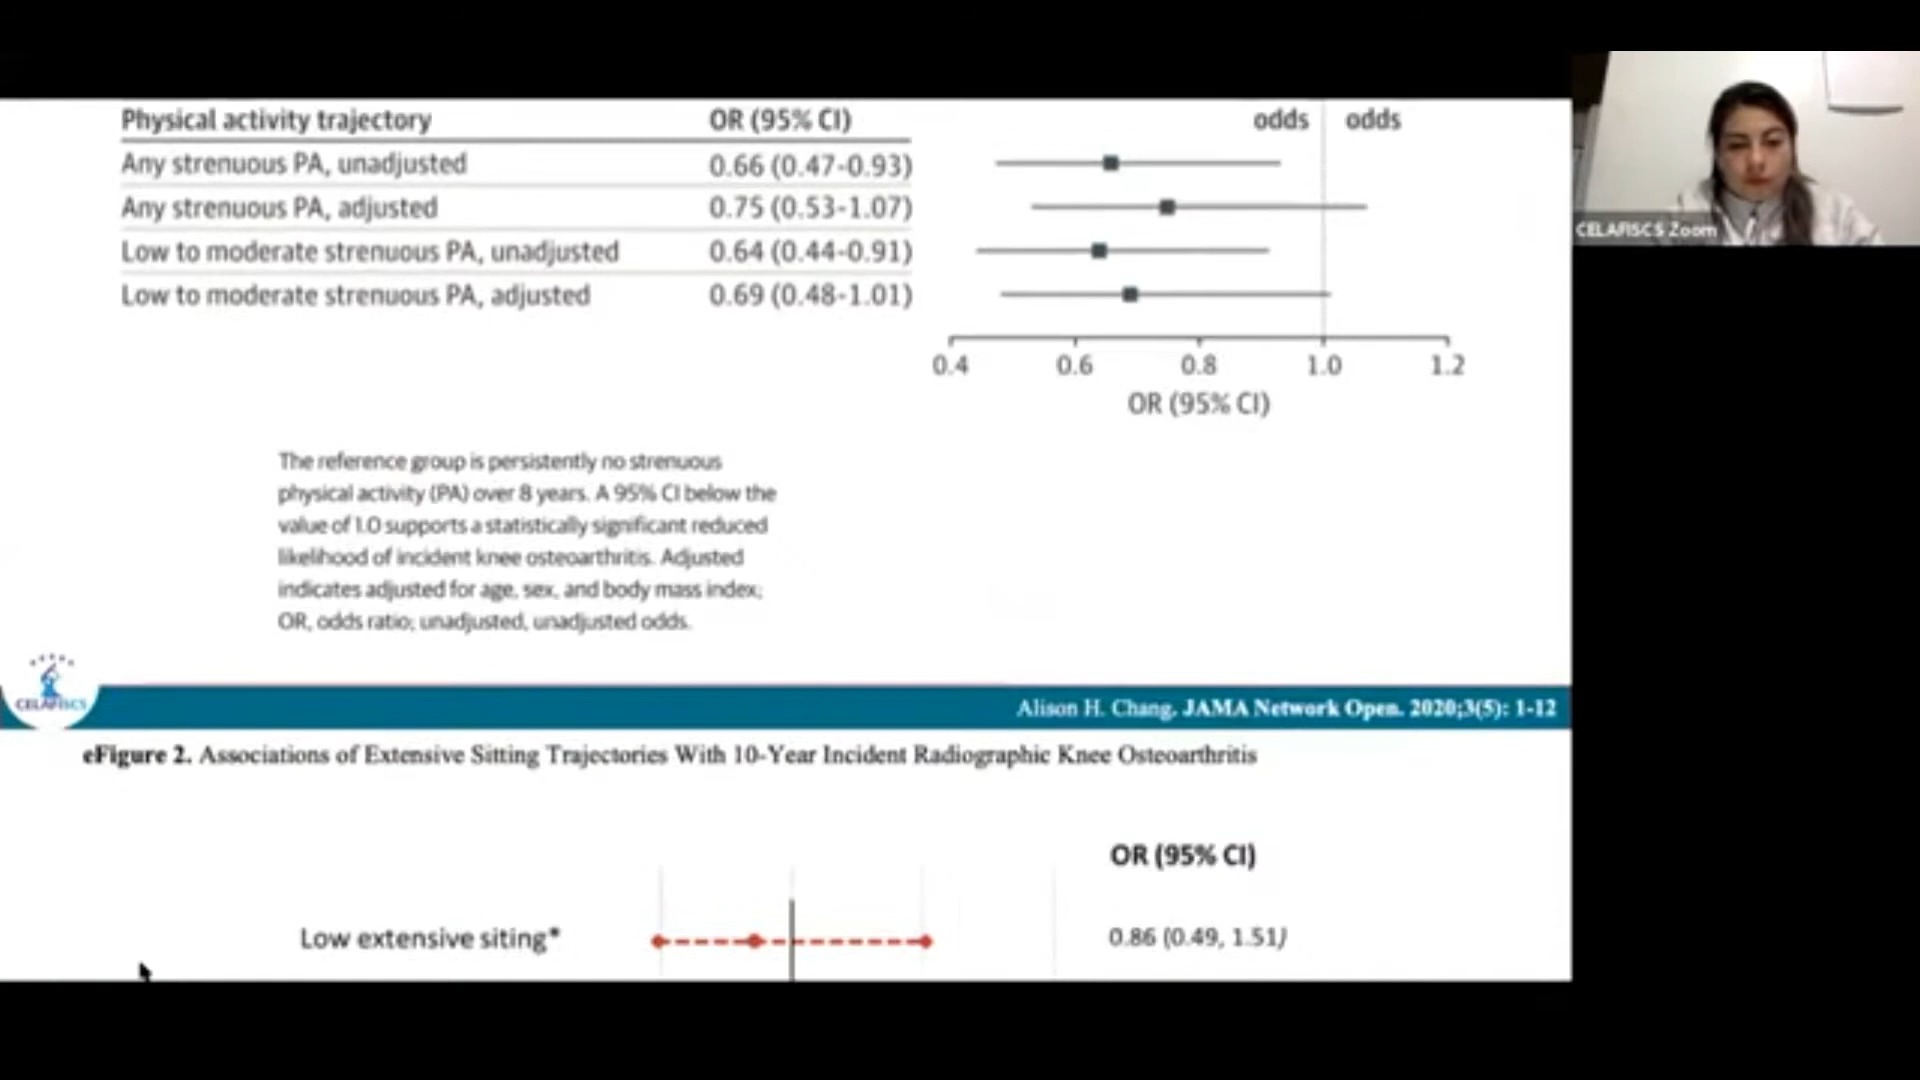 Physical activity trajectory OR (95% CI) odds odds
Any strenuous PA, unadjusted 0.66 (0.47-0.93)
Any strenuous PA, adjusted 0.75 (0.53-1.07)
Low to moderate strenuous PA, unadjusted 0.64 (0.44-0.91)
Low to moderate strenuous PA, adjusted 0.69 (0.48-1.01)
0.4 0.6 0.8 1.0 1.2
OR (95% CI)
The reference group is persistently no strenuous
physical activity (PA) over 8 years. A 95% CI below the
value of 1.0 supports a statistically significant reduced
likelihood of incident knee osteoarthritis. Adjusted
indicates adjusted for age, sex, and body mass index;
OR, odds ratio; unadjusted, unadjusted odds.
CELAFISCS
Alison H. Chang. JAMA Network Open. 2020;3(5): 1-12
eFigure 2. Associations of Extensive Sitting Trajectories With 10-Year Incident Radiographic Knee Osteoarthritis
OR (95% CI)
Low extensive siting* 0.86 (0.49, 1.51)
CELAFISCS Zoom